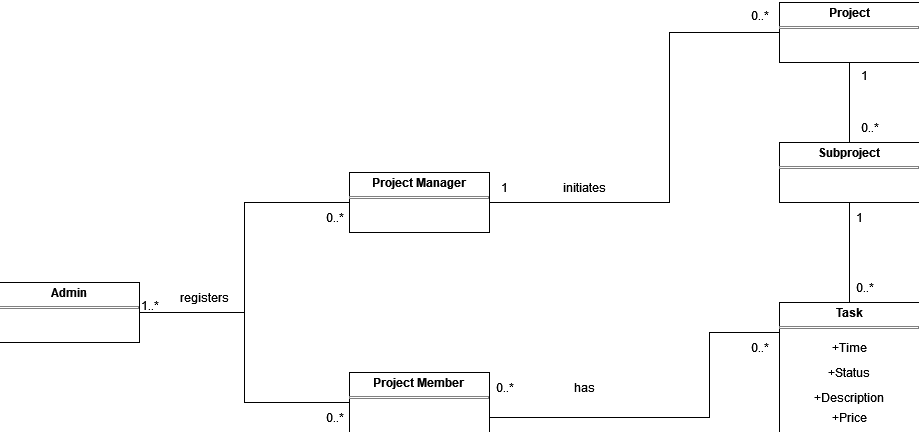 0..*
Project
1
0..*
Subproject
Project Manager
1
initiates
0..*
1
0..*
Admin
1..*
registers
Task
0..*
+Time
+Status
+Description
+Price
Project Member
0..*
has
0..*